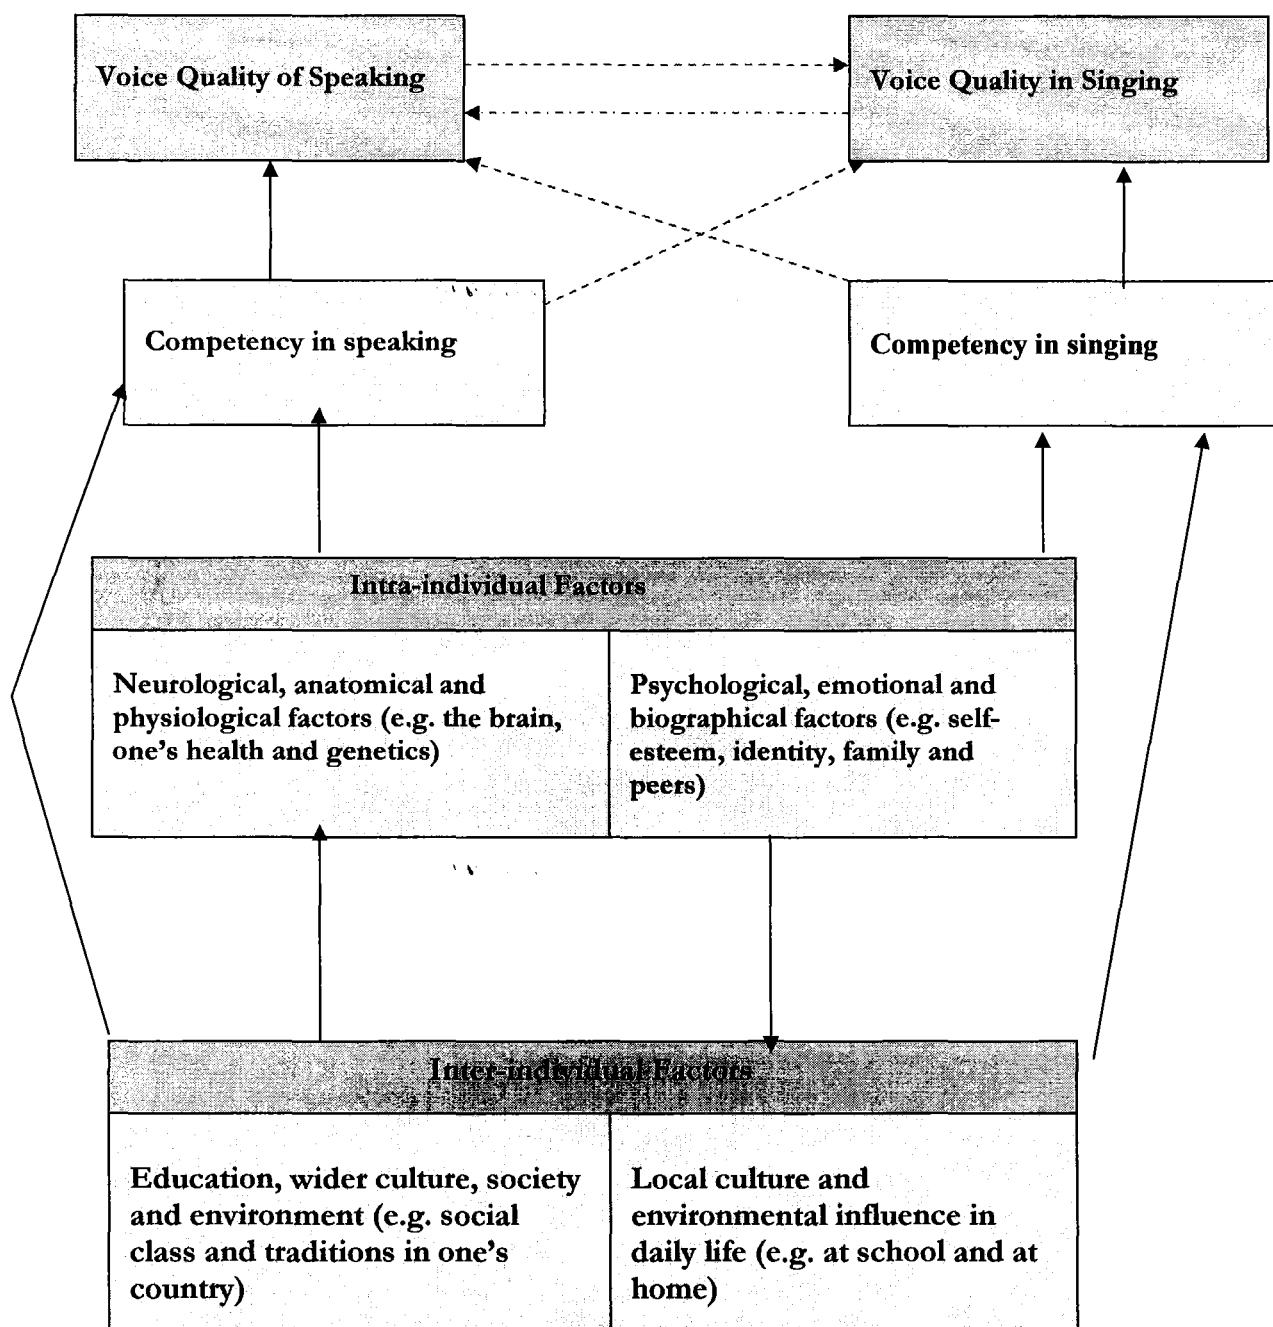 Voice Quality of Speaking
Voice Quality in Singing
Competency in speaking
Competency in singing
Intra-individual Factors
Neurological, anatomical and
physiological factors (e.g. the brain,
one's health and genetics)
Psychological, emotional and
biographical factors (e.g. self-
esteem, identity, family and
peers)
Inter-individual Factors
Education, wider culture, society
and environment (e.g. social
class and traditions in one's
country)
Local culture and
environmental influence in
daily life (e.g. at school and at
home)